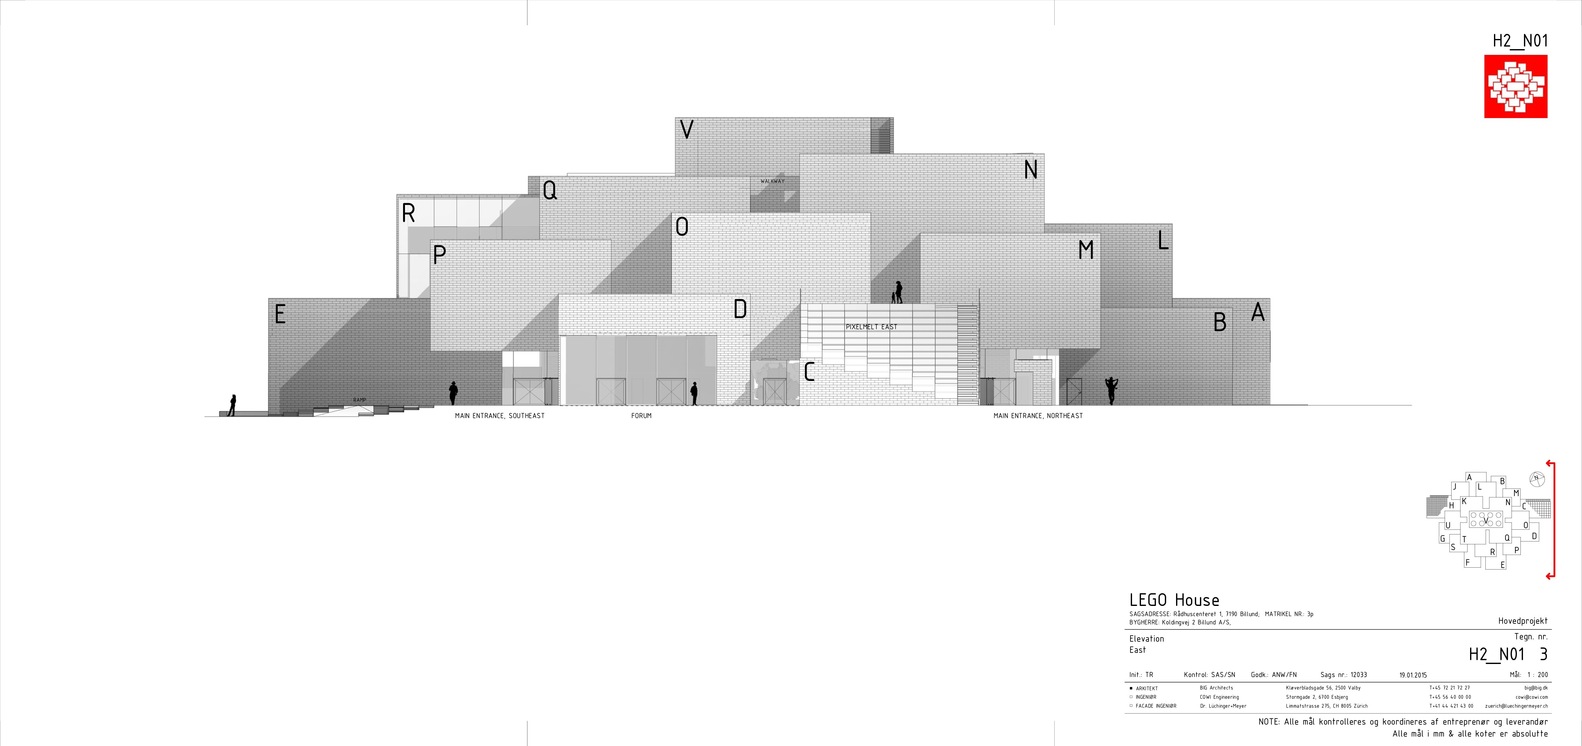 H2_N01
V
N
WALKWAY
Q
R
O
L
P
M
E
D
A
B
PIXELMELT EAST
C
RAMP
MAIN ENTRANCE, SOUTHEAST
FORUM
MAIN ENTRANCE, NORTHEAST
A
B
N
J
L
M
K
N
H
C
V
U
O
G
T
Q
D
S
R
P
F
E
LEGO House
SAGSADRESSE: Rådhuscenteret 1, 7190 Billund, MATRIKEL NR: 3p
BYGHERRE: Koldingvej 2 Billund A/S,
Hovedprojekt
Elevation
Tegn. nr.
East
H2_N01 3
Init.: TR Kontrol: SAS/SN Godk.: ANW/FN Sags nr.: 12033 19.01.2015 Mål: 1 : 200
ARKITEKT BIG Architects Kløverbladsgade 56, 2500 Valby T+45 72 21 72 27 big@big.dk
INGENIØR COWI Engineering Stormgade 2, 6700 Esbjerg T+45 56 40 00 00 cowi@cowi.com
FACADE INGENIØR Dr. Lüchinger+Meyer Limmatstrasse 275, CH 8005 Zürich T+41 44 421 43 00 zuerich@luechingermeyer.ch
NOTE: Alle mål kontrolleres og koordineres af entreprenør og leverandør
Alle mål i mm & alle koter er absolutte